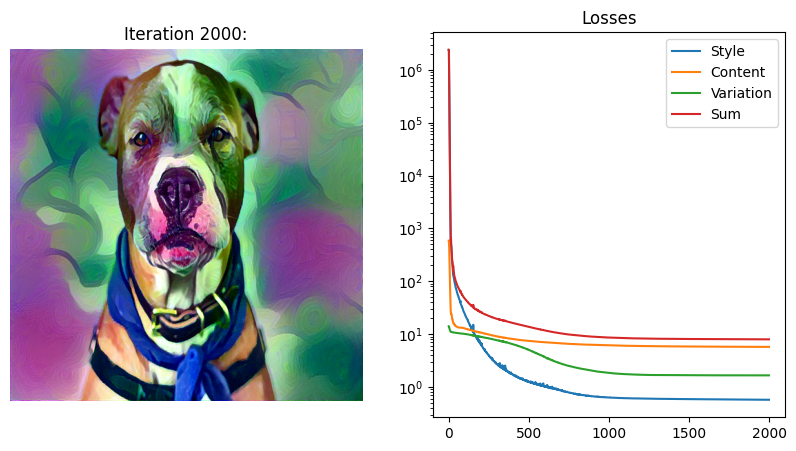 Iteration 2000:
Losses
Style
Content
Variation
Sum
10⁶
10⁵
10⁴
10³
10²
10¹
10⁰
0
500
1000
1500
2000